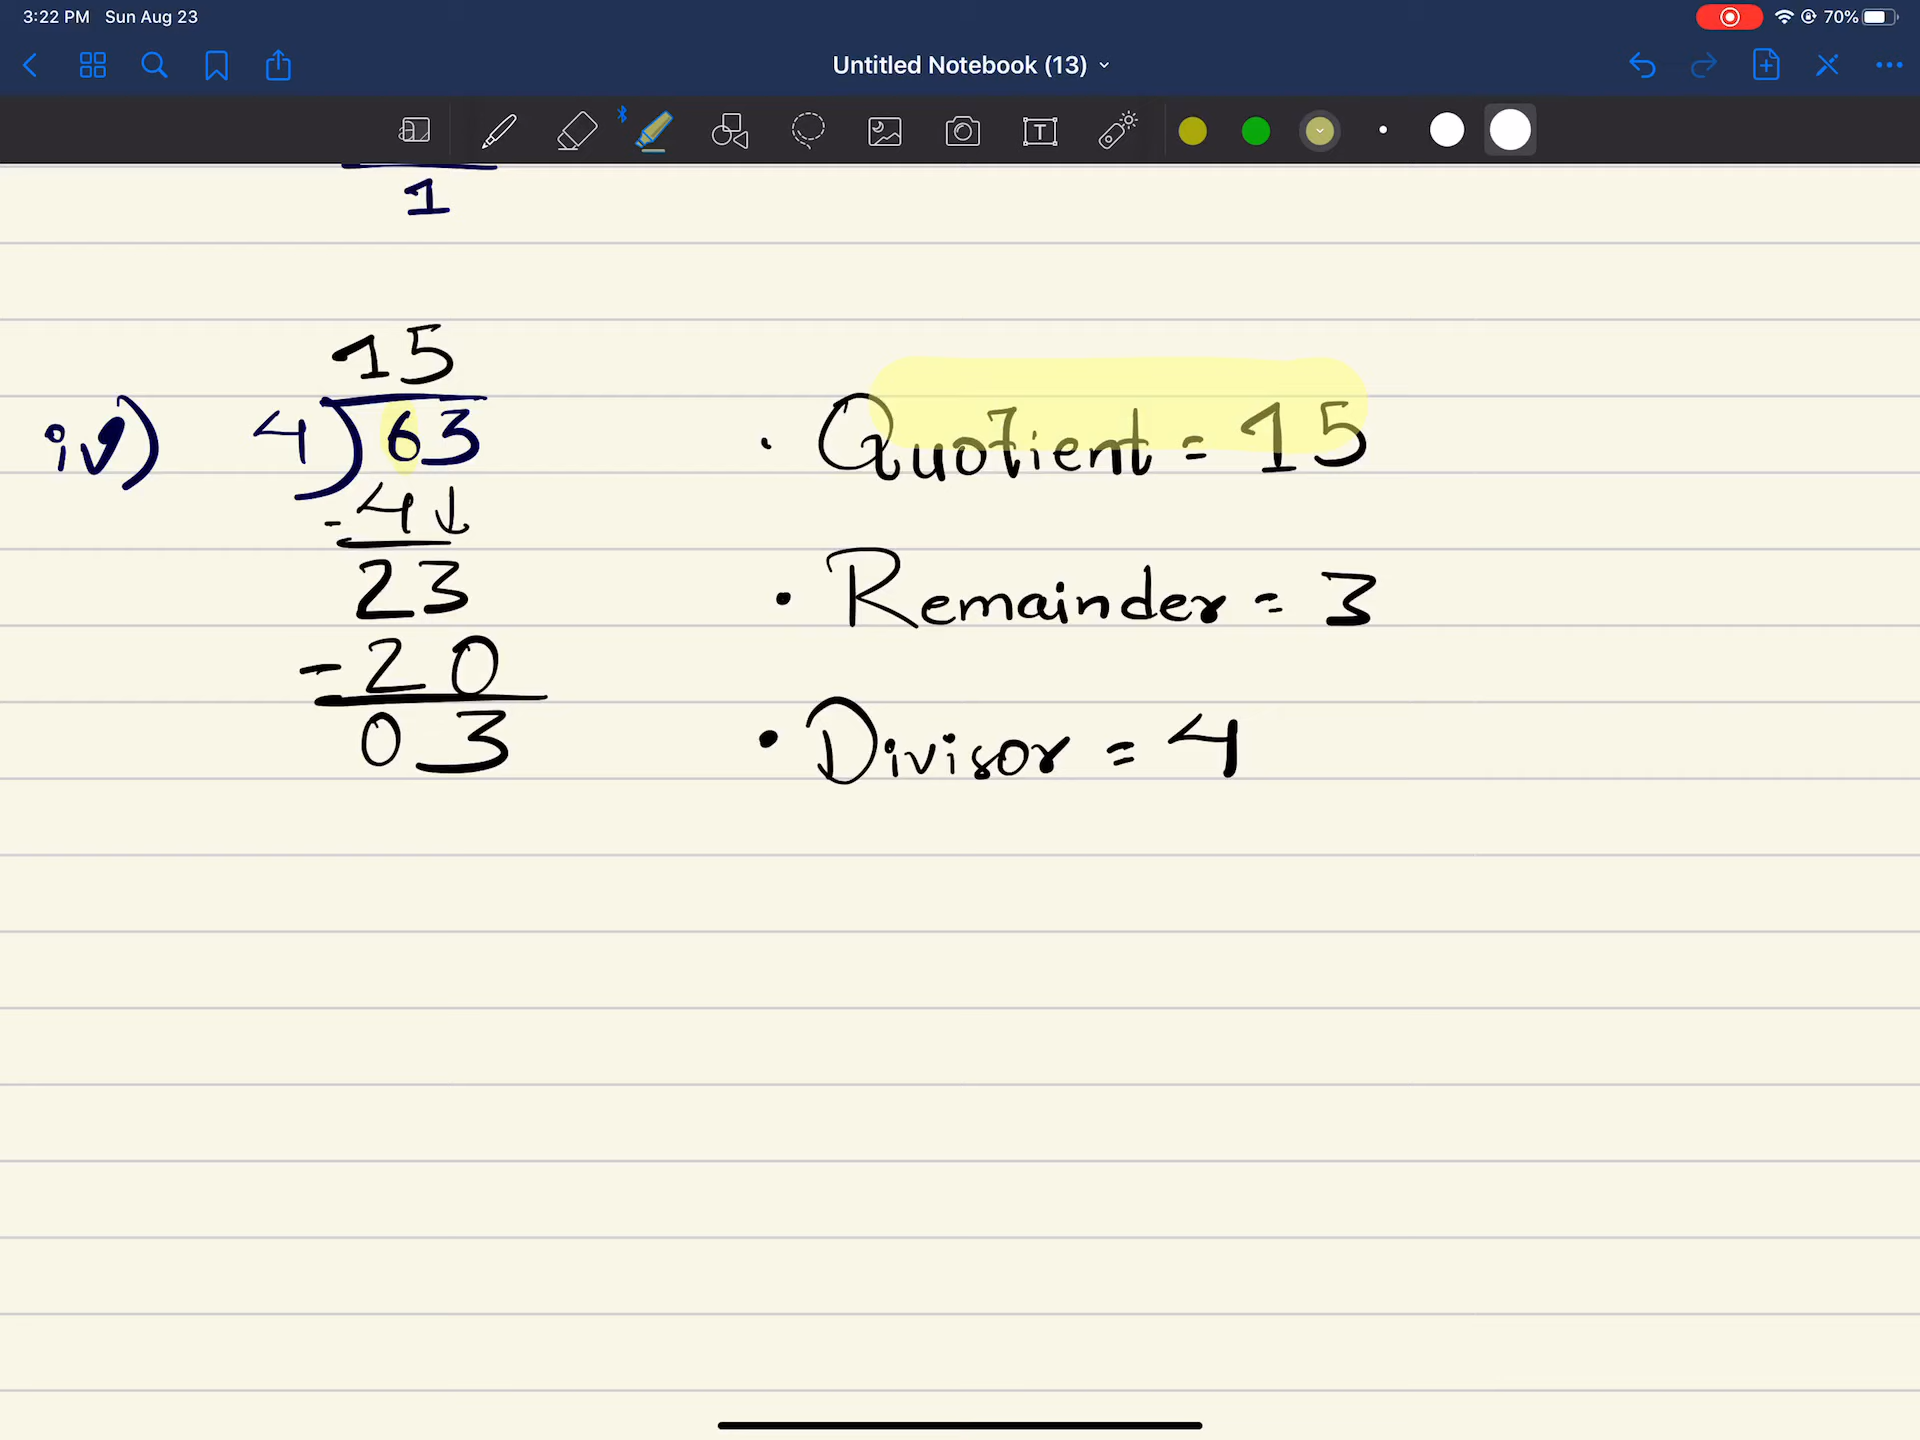 3:22 PM Sun Aug 23
70%
Untitled Notebook (13)
1
15
iv) 4)63
-4↓
23
-20
03
· Quotient = 15
· Remainder = 3
· Divisor = 4